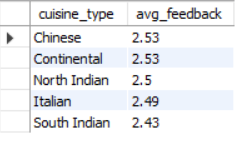 cuisine_type avg_feedback
Chinese 2.53
Continental 2.53
North Indian 2.5
Italian 2.49
South Indian 2.43